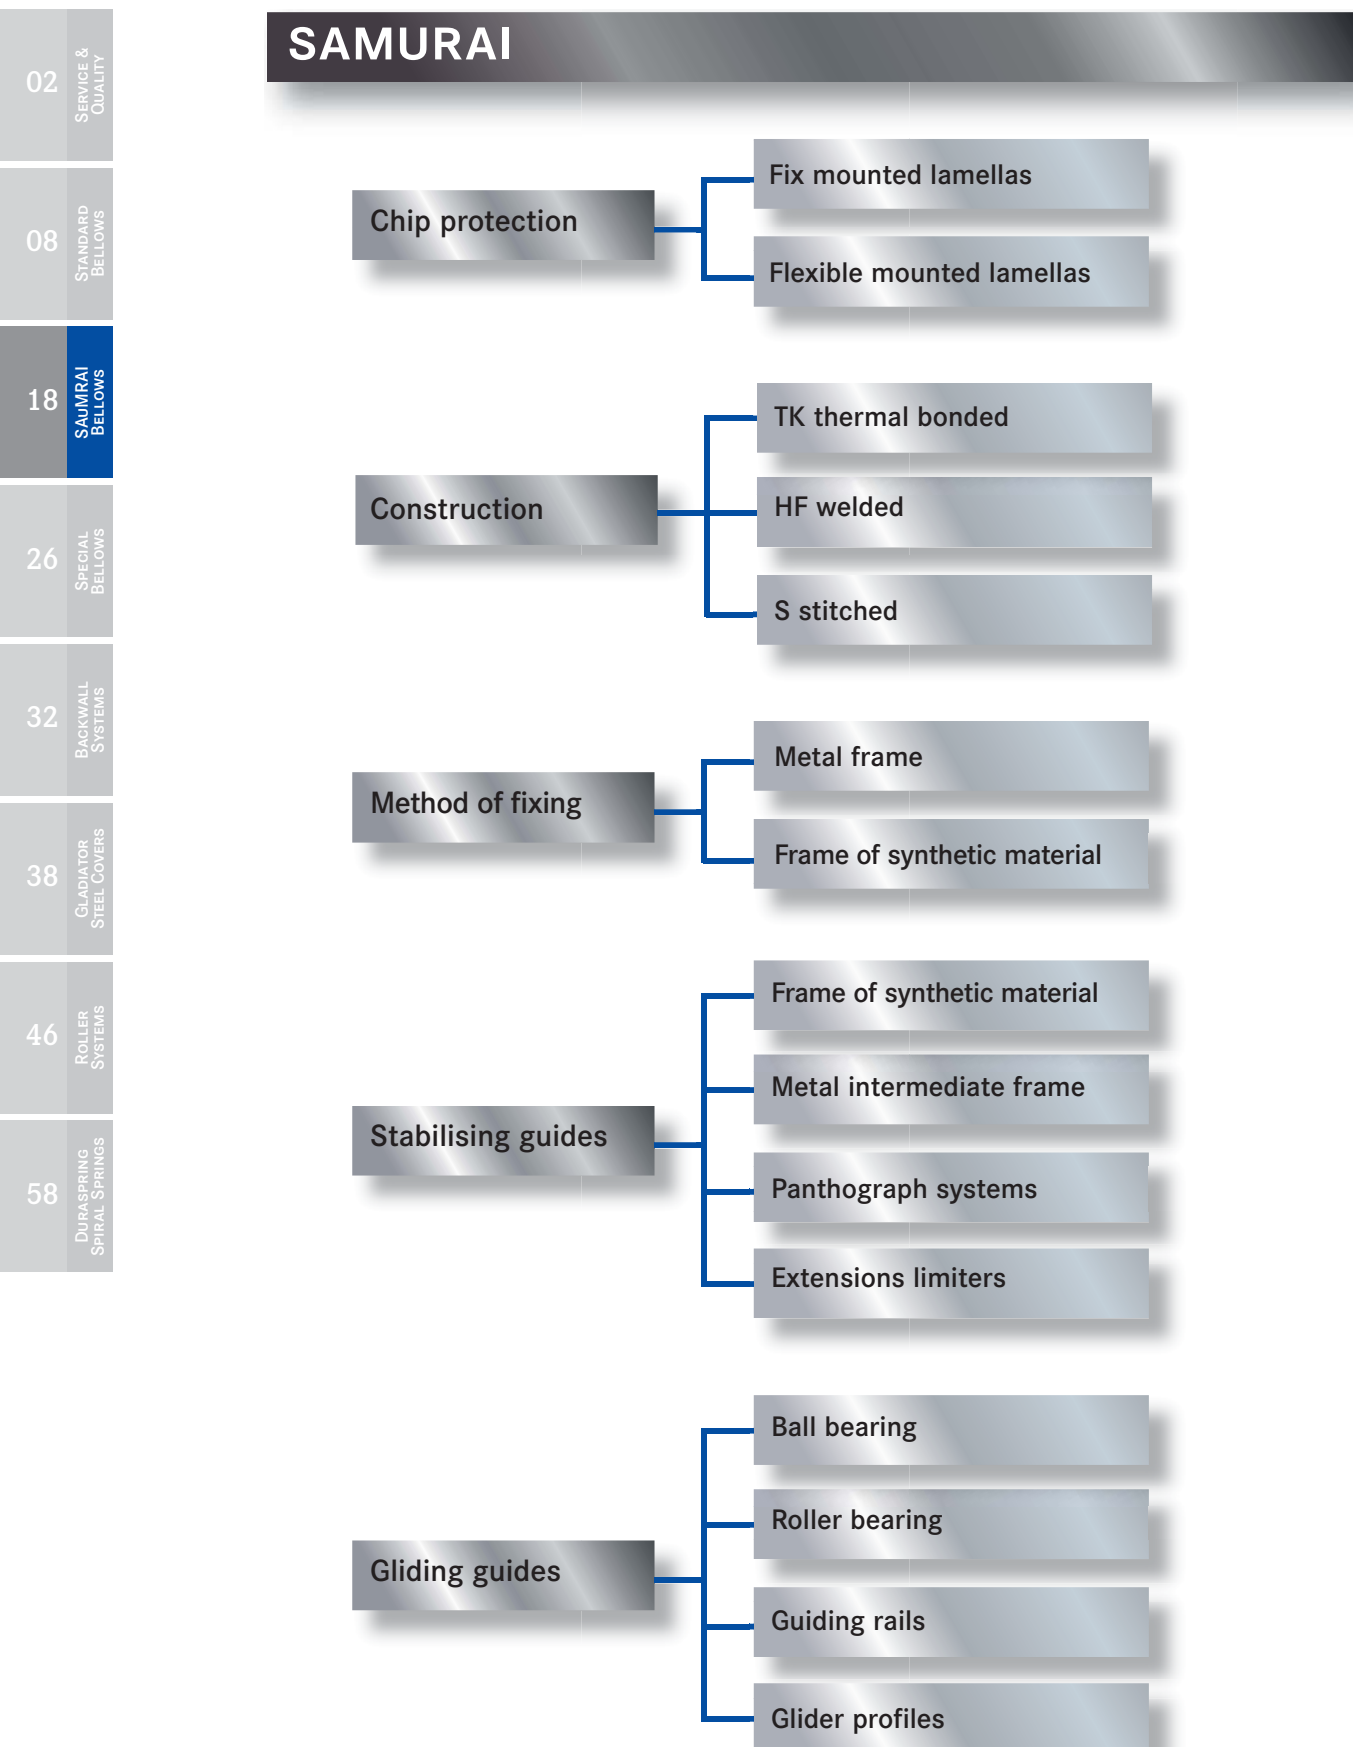 SAMURAI
02
SERVICE &
QUALITY
08
STANDARD
BELLOWS
18
SAuMRAI
BELLOWS
26
SPECIAL
BELLOWS
32
BACKWALL
SYSTEMS
38
GLADIATOR
STEEL COVERS
46
ROLLER
SYSTEMS
58
DURASPRING
SPIRAL SPRINGS
Chip protection
Fix mounted lamellas
Flexible mounted lamellas
Construction
TK thermal bonded
HF welded
S stitched
Method of fixing
Metal frame
Frame of synthetic material
Stabilising guides
Frame of synthetic material
Metal intermediate frame
Panthograph systems
Extensions limiters
Gliding guides
Ball bearing
Roller bearing
Guiding rails
Glider profiles